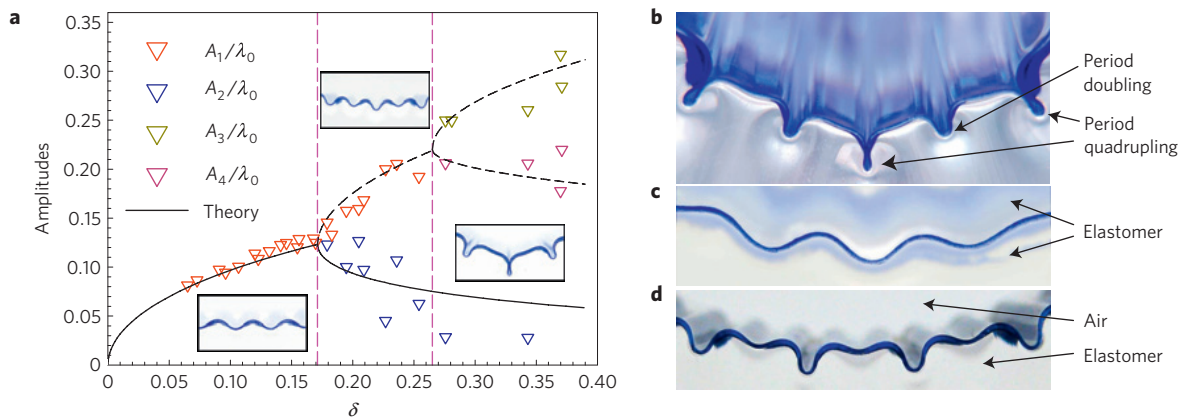 a
0.35
0.30
0.25
0.20
0.15
0.10
0.05
0
Amplitudes
A1/λ0
A2/λ0
A3/λ0
A4/λ0
Theory
0 0.05 0.10 0.15 0.20 0.25 0.30 0.35 0.40
δ
b
Period
doubling
Period
quadrupling
c
Elastomer
d
Air
Elastomer